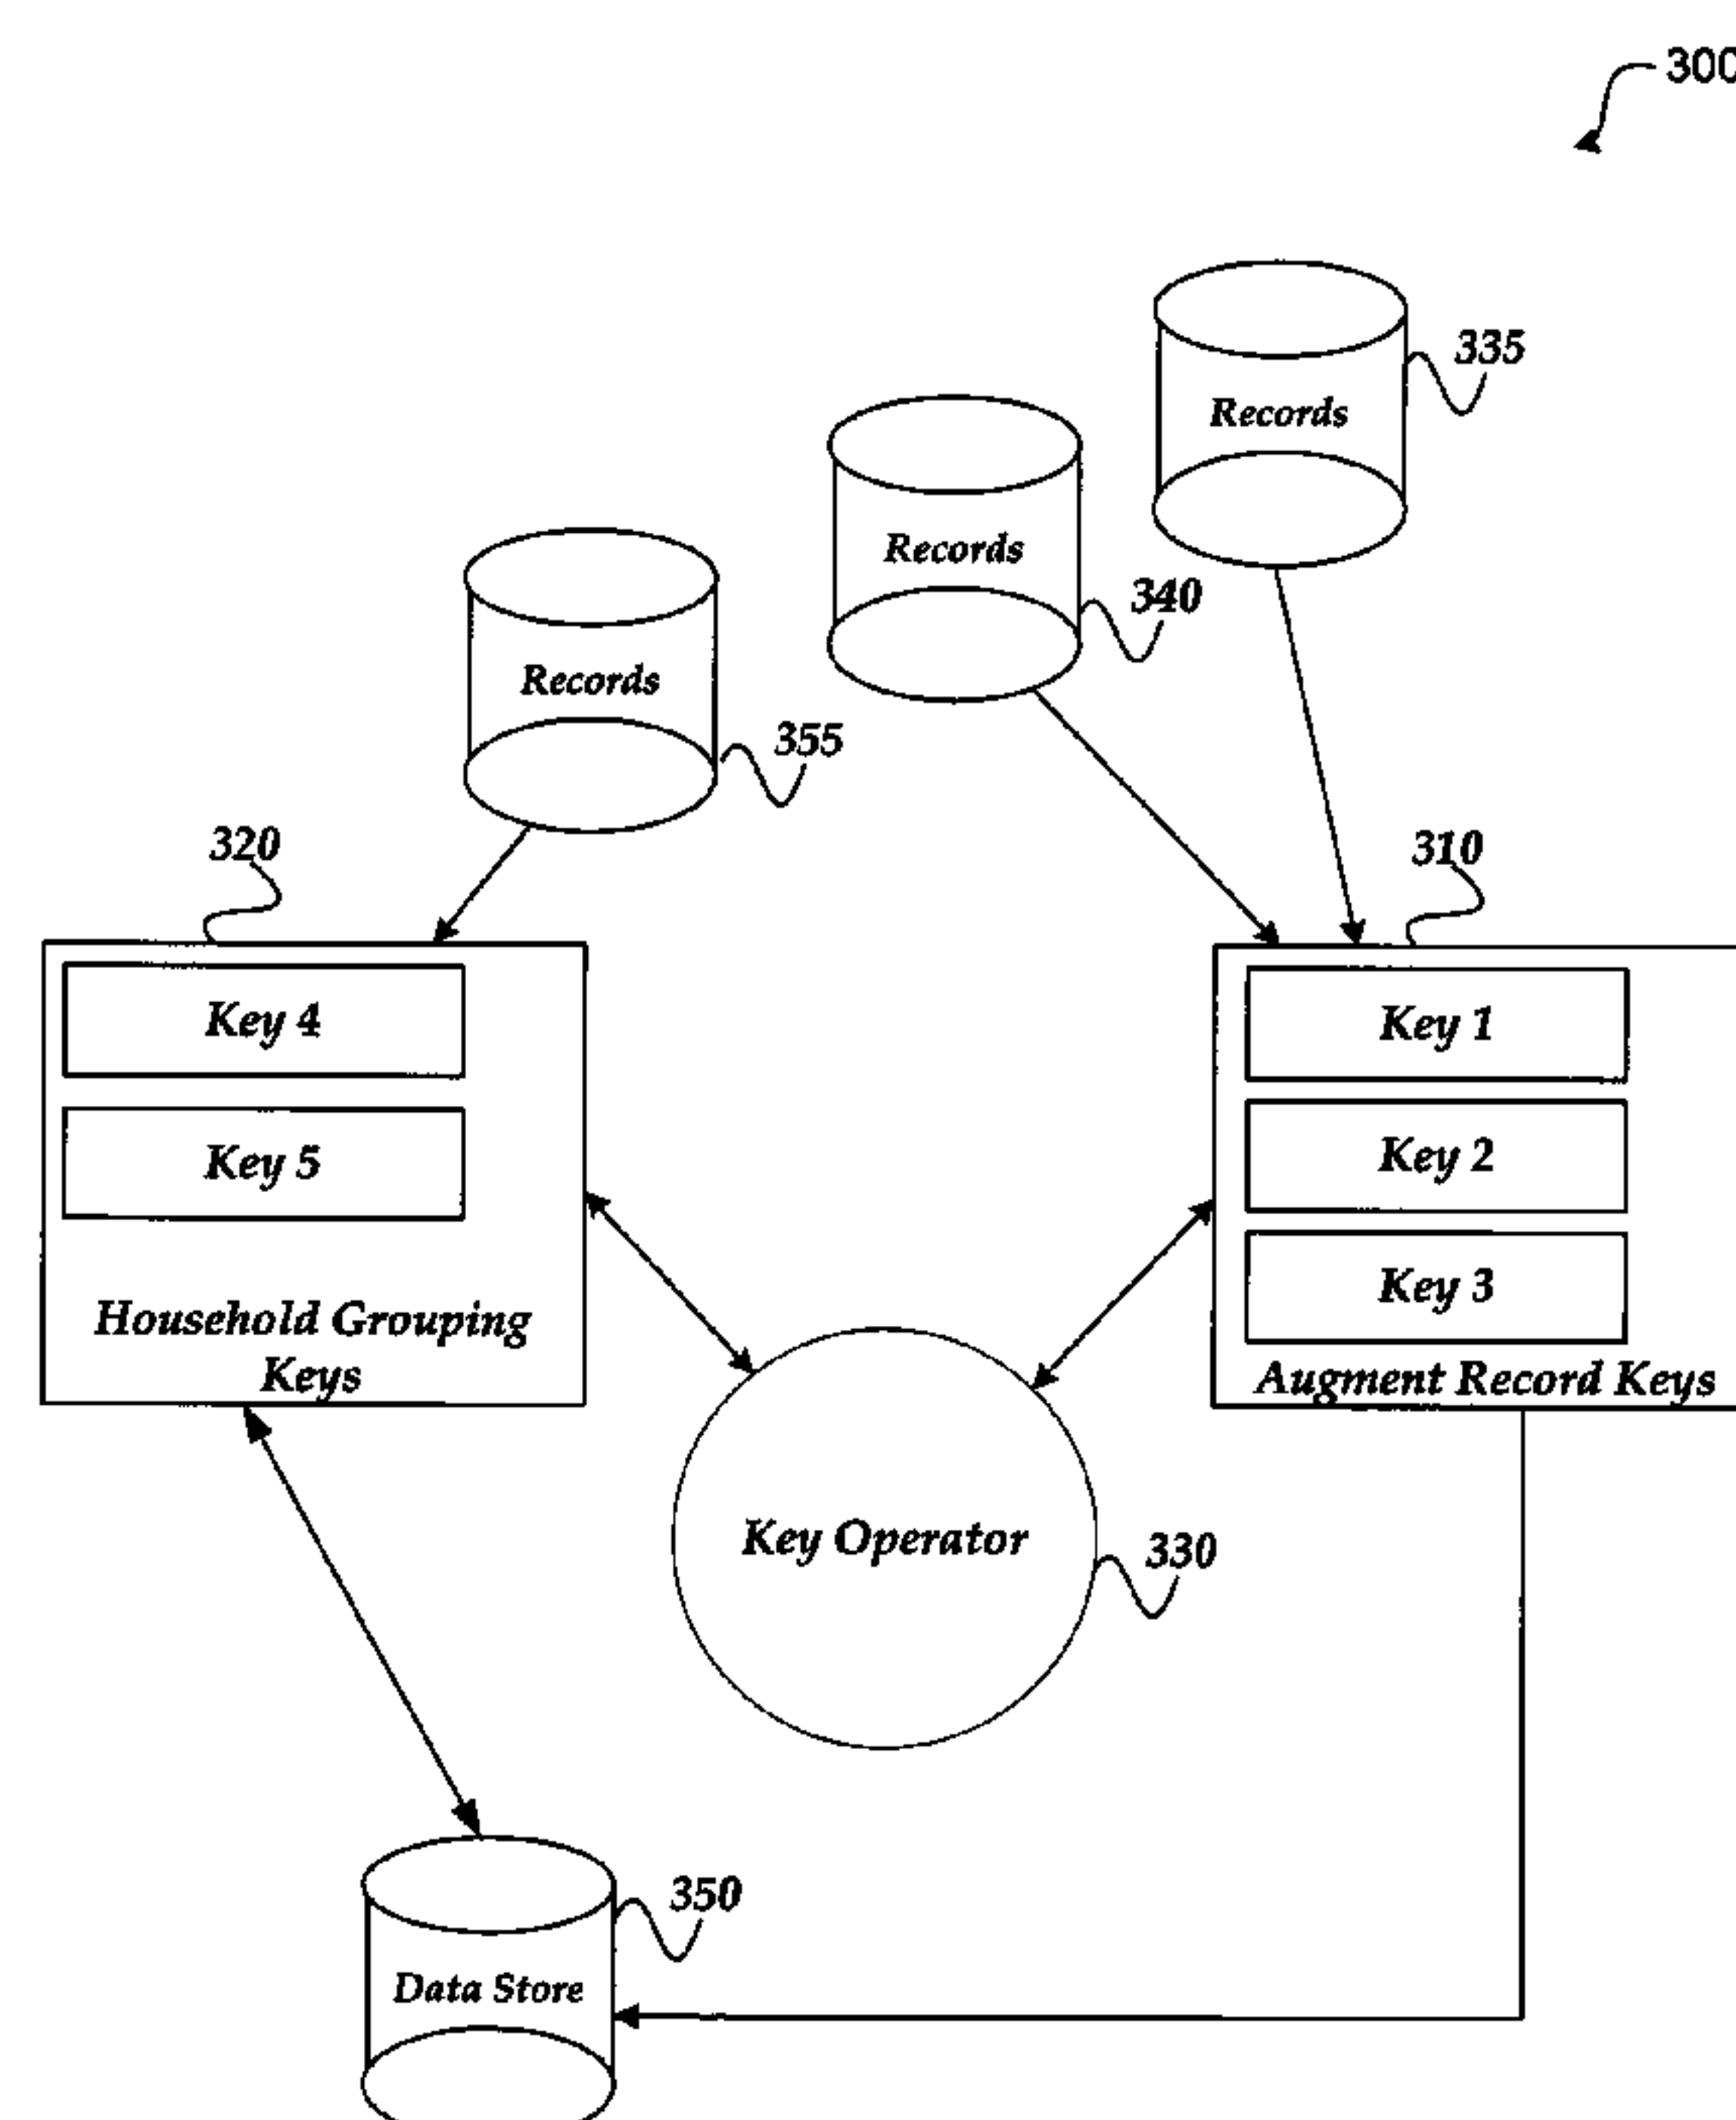 300
335
Records
Records
340
Records
355
320
310
Key 4
Key 5
Household Grouping
Keys
Key 1
Key 2
Key 3
Augment Record Keys
Key Operator
330
350
Data Store